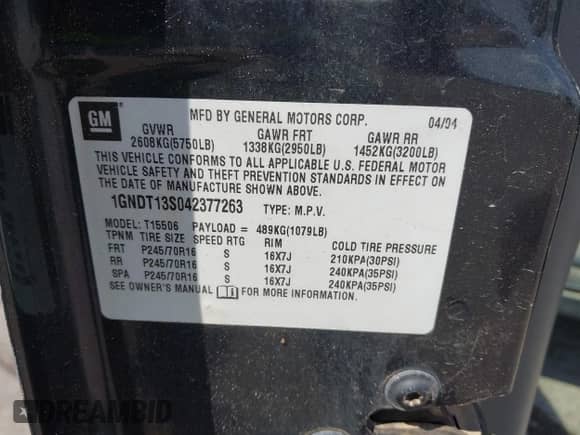 GM
MFD BY GENERAL MOTORS CORP. 04/04
GVWR GAWR FRT GAWR RR
2608KG(5750LB) 1338KG(2950LB) 1452KG(3200LB)
THIS VEHICLE CONFORMS TO ALL APPLICABLE U.S. FEDERAL MOTOR
VEHICLE SAFETY AND THEFT PREVENTION STANDARDS IN EFFECT ON
THE DATE OF MANUFACTURE SHOWN ABOVE.
1GNDT13S042377263 TYPE: M.P.V.
MODEL: T15506 PAYLOAD = 489KG(1079LB)
TPNM TIRE SIZE SPEED RTG RIM COLD TIRE PRESSURE
FRT P245/70R16 S 16X7J 210KPA(30PSI)
RR P245/70R16 S 16X7J 240KPA(35PSI)
SPA P245/70R16 S 16X7J 240KPA(35PSI)
SEE OWNER'S MANUAL FOR MORE INFORMATION.
DREAMBID